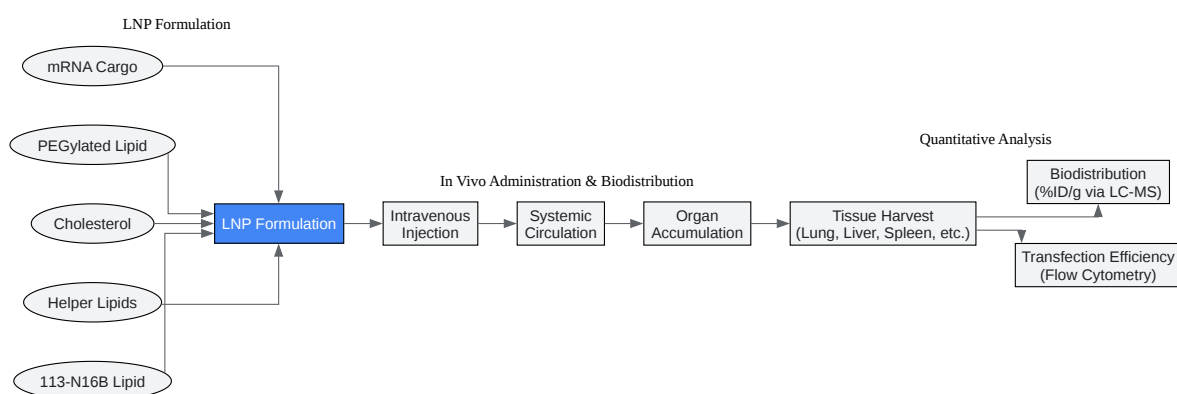 LNP Formulation
mRNA Cargo
PEGylated Lipid
Cholesterol
Helper Lipids
113-N16B Lipid
LNP Formulation
In Vivo Administration & Biodistribution
Intravenous
Injection
Systemic
Circulation
Organ
Accumulation
Tissue Harvest
(Lung, Liver, Spleen, etc.)
Quantitative Analysis
Biodistribution
(%ID/g via LC-MS)
Transfection Efficiency
(Flow Cytometry)